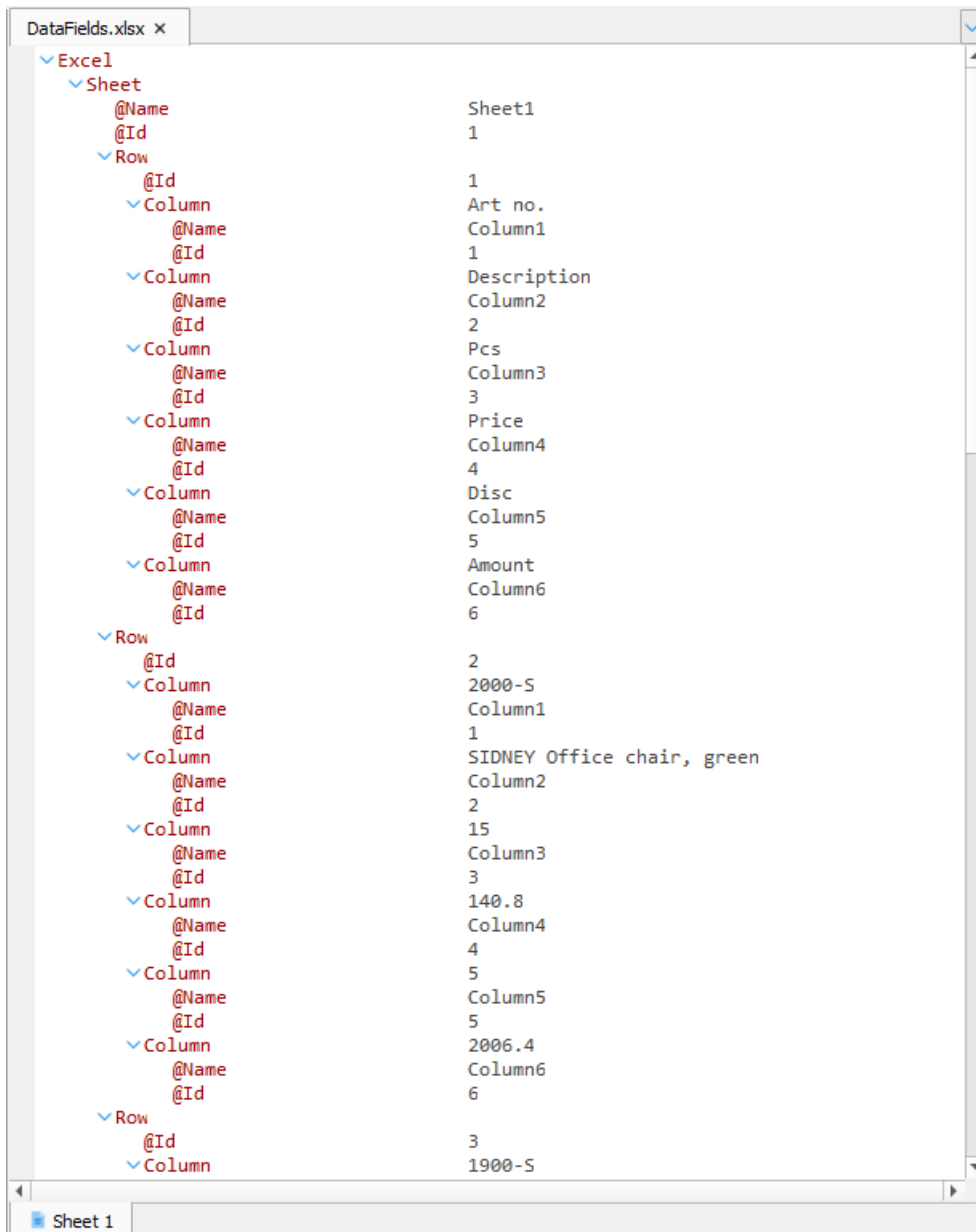 DataFields.xlsx ×
Excel
Sheet
@Name Sheet1
@Id 1
Row
@Id 1
Column Art no.
@Name Column1
@Id 1
Column Description
@Name Column2
@Id 2
Column Pcs
@Name Column3
@Id 3
Column Price
@Name Column4
@Id 4
Column Disc
@Name Column5
@Id 5
Column Amount
@Name Column6
@Id 6
Row
@Id 2
Column 2000-S
@Name Column1
@Id 1
Column SIDNEY Office chair, green
@Name Column2
@Id 2
Column 15
@Name Column3
@Id 3
Column 140.8
@Name Column4
@Id 4
Column 5
@Name Column5
@Id 5
Column 2006.4
@Name Column6
@Id 6
Row
@Id 3
Column 1900-S
Sheet 1